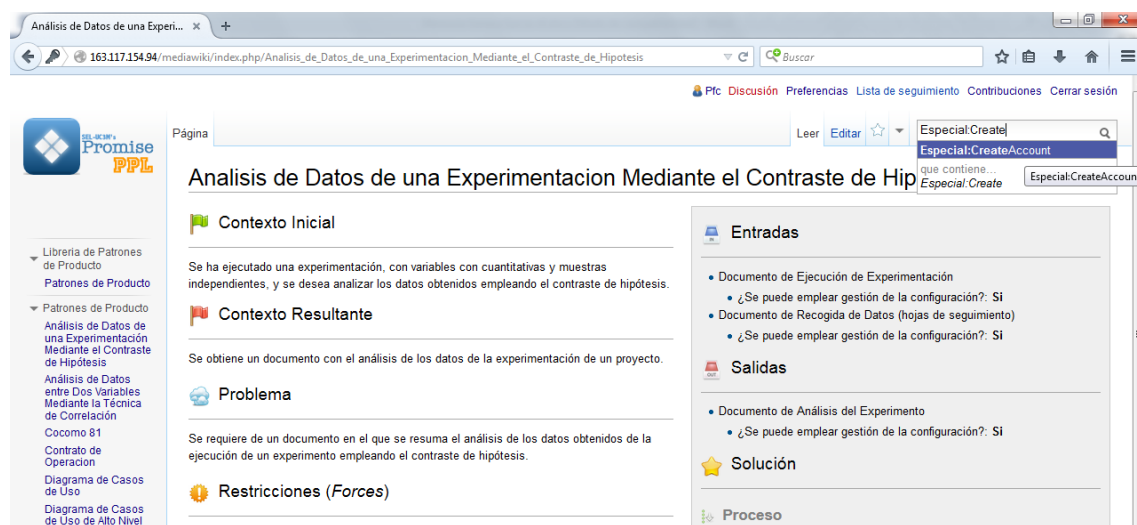 Análisis de Datos de una Experi... × +
163.117.154.94/mediawiki/index.php/Analisis_de_Datos_de_una_Experimentacion_Mediante_el_Contraste_de_Hipotesis
Buscar
Pfc Discusión Preferencias Lista de seguimiento Contribuciones Cerrar sesión
SEL-UC3M's
Promise
PPL
Página
Leer Editar
Especial:Create
Especial:CreateAccount
que contiene...
Especial:Create
Especial:CreateAccoun
Analisis de Datos de una Experimentacion Mediante el Contraste de Hip
Libreria de Patrones
de Producto
Patrones de Producto
Patrones de Producto
Análisis de Datos de
una Experimentación
Mediante el Contraste
de Hipótesis
Análisis de Datos
entre Dos Variables
Mediante la Técnica
de Correlación
Cocomo 81
Contrato de
Operacion
Diagrama de Casos
de Uso
Diagrama de Casos
de Uso de Alto Nivel
Contexto Inicial
Se ha ejecutado una experimentación, con variables con cuantitativas y muestras
independientes, y se desea analizar los datos obtenidos empleando el contraste de hipótesis.
Contexto Resultante
Se obtiene un documento con el análisis de los datos de la experimentación de un proyecto.
Problema
Se requiere de un documento en el que se resuma el análisis de los datos obtenidos de la
ejecución de un experimento empleando el contraste de hipótesis.
Restricciones (Forces)
IN
Entradas
• Documento de Ejecución de Experimentación
• ¿Se puede emplear gestión de la configuración?: Si
• Documento de Recogida de Datos (hojas de seguimiento)
• ¿Se puede emplear gestión de la configuración?: Si
OUT
Salidas
• Documento de Análisis del Experimento
• ¿Se puede emplear gestión de la configuración?: Si
Solución
Proceso